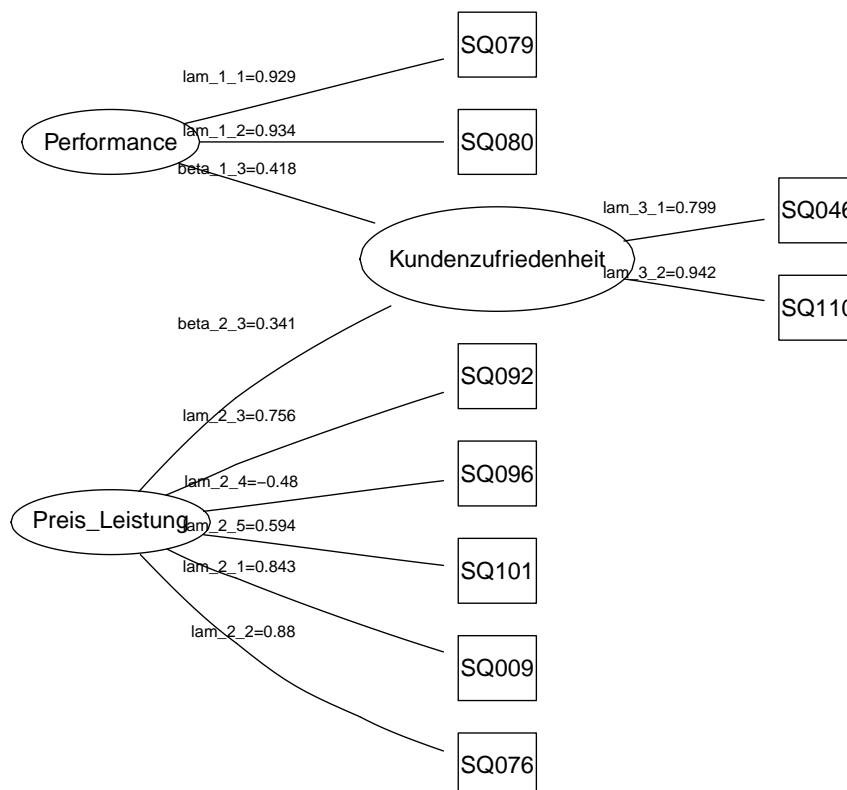 SQ079
lam_1_1=0.929
lam_1_2=0.934
Performance
SQ080
beta_1_3=0.418
lam_3_1=0.799
SQ046
Kundenzufriedenheit
lam_3_2=0.942
SQ110
beta_2_3=0.341
SQ092
lam_2_3=0.756
SQ096
lam_2_4=−0.48
Preis_Leistung
lam_2_5=0.594
lam_2_1=0.843
SQ101
lam_2_2=0.88
SQ009
SQ076